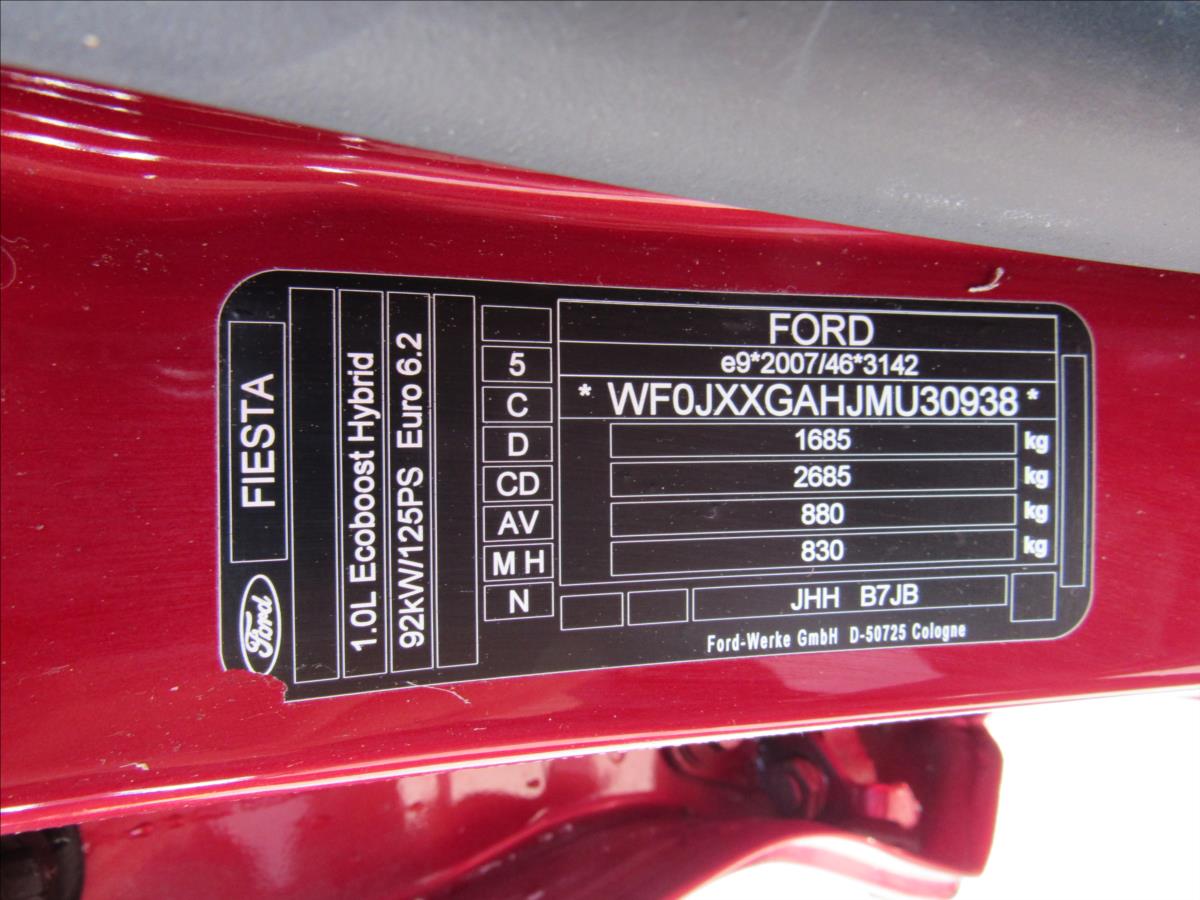 FORD
e9*2007/46*3142
* WF0JXXGAHJMU30938 *
1685 kg
2685 kg
880 kg
830 kg
JHH B7JB
Ford-Werke GmbH D-50725 Cologne
5
C
D
CD
AV
M H
N
FIESTA
1.0L Ecoboost Hybrid
92kW/125PS Euro 6.2
Ford